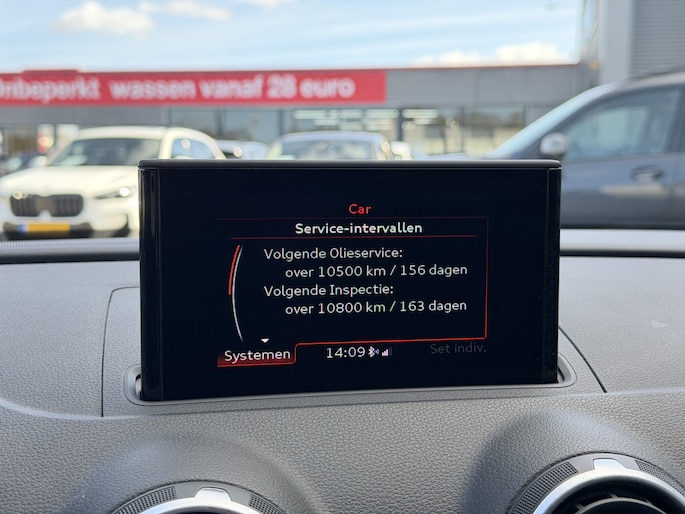 Onbeperkt wassen vanaf 28 euro
Car
Service-intervallen
Volgende Olieservice:
over 10500 km / 156 dagen
Volgende Inspectie:
over 10800 km / 163 dagen
Systemen
14:09
Set indiv.